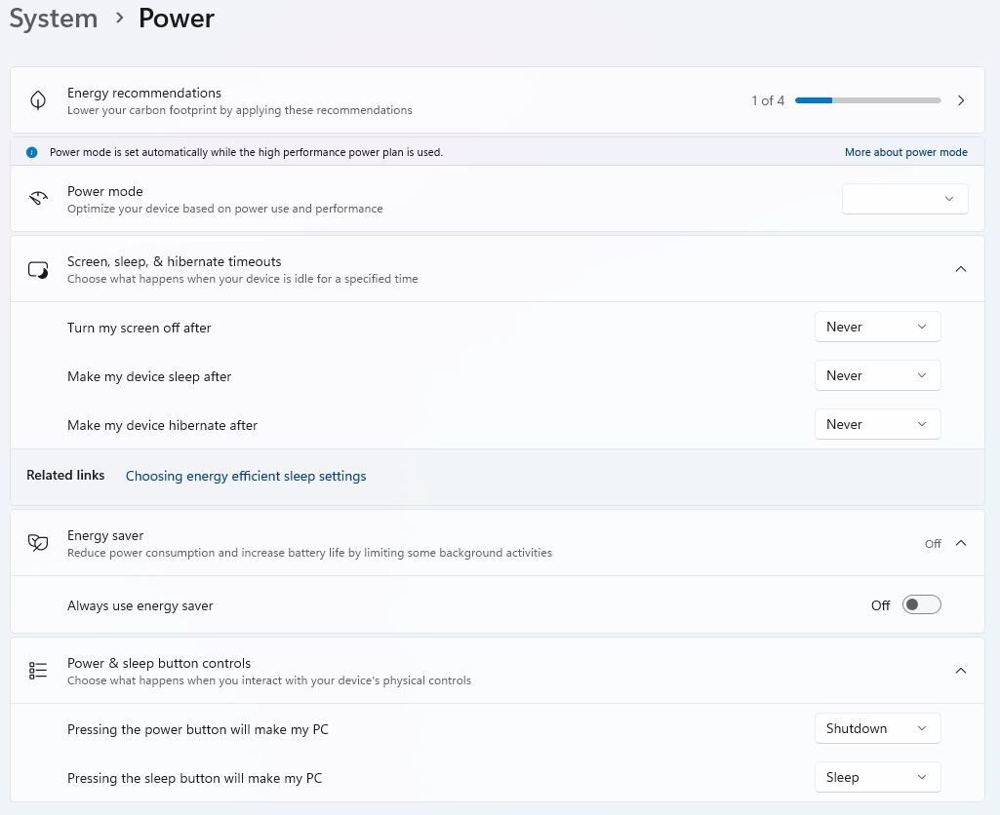 System > Power
Energy recommendations
Lower your carbon footprint by applying these recommendations
1 of 4
Power mode is set automatically while the high performance power plan is used.
More about power mode
Power mode
Optimize your device based on power use and performance
Screen, sleep, & hibernate timeouts
Choose what happens when your device is idle for a specified time
Turn my screen off after
Never
Make my device sleep after
Never
Make my device hibernate after
Never
Related links
Choosing energy efficient sleep settings
Energy saver
Reduce power consumption and increase battery life by limiting some background activities
Off
Always use energy saver
Off
Power & sleep button controls
Choose what happens when you interact with your device's physical controls
Pressing the power button will make my PC
Shutdown
Pressing the sleep button will make my PC
Sleep